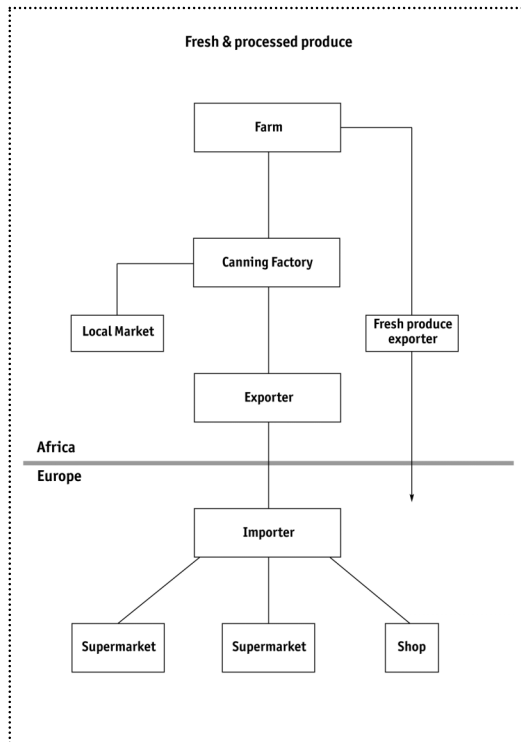 Fresh & processed produce
Farm
Canning Factory
Local Market
Fresh produce
exporter
Exporter
Africa
Europe
Importer
Supermarket
Supermarket
Shop